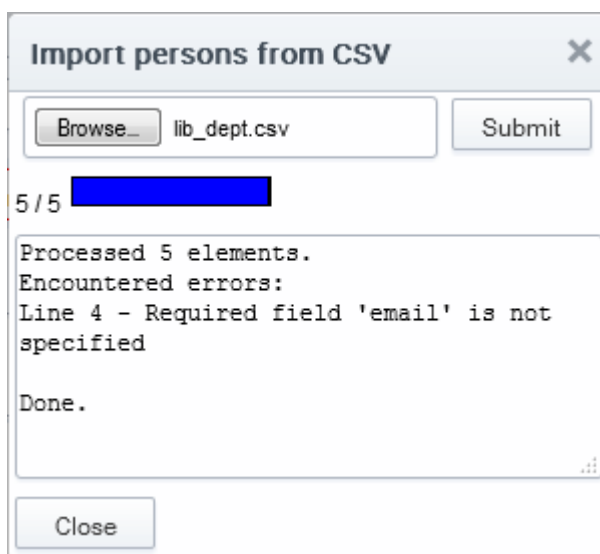 Import persons from CSV
Browse... lib_dept.csv Submit
5 / 5
Processed 5 elements.
Encountered errors:
Line 4 - Required field 'email' is not
specified
Done.
Close